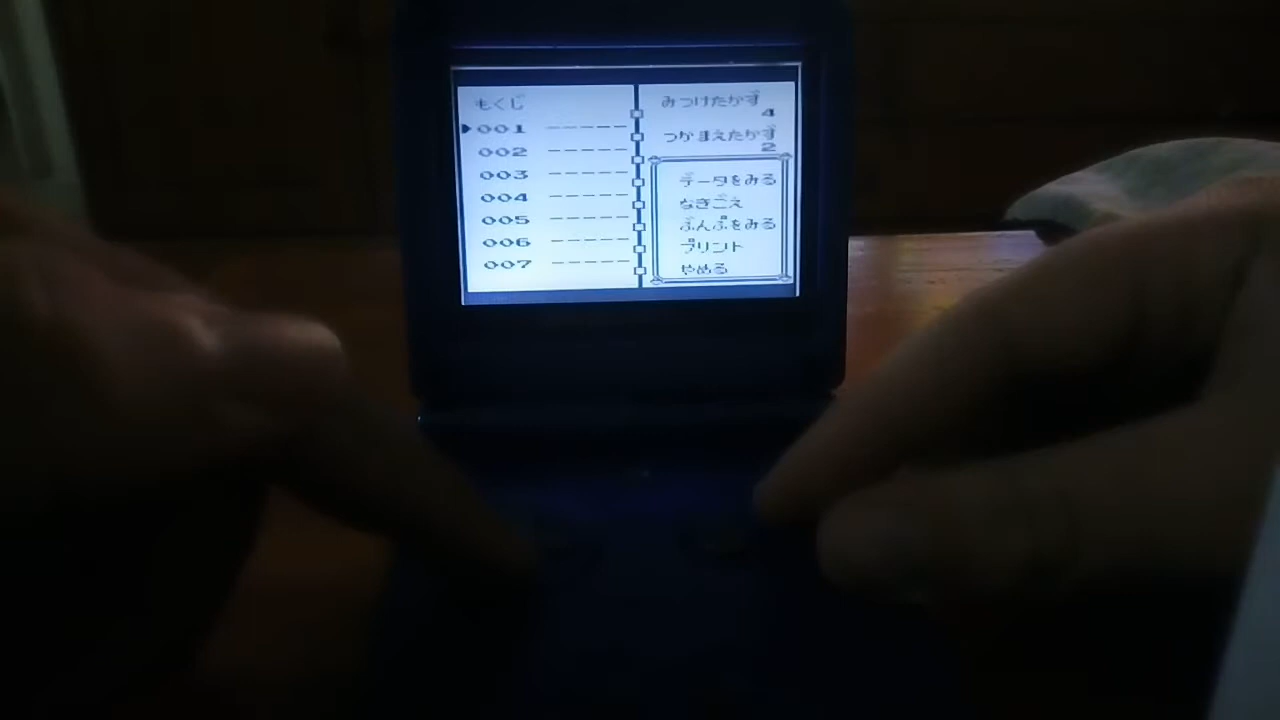 もくじ
001 -----
002 -----
003 -----
004 -----
005 -----
006 -----
007 -----
みつけたかず
4
つかまえたかず
2
データをみる
なきごえ
ぶんぷをみる
プリント
やめる